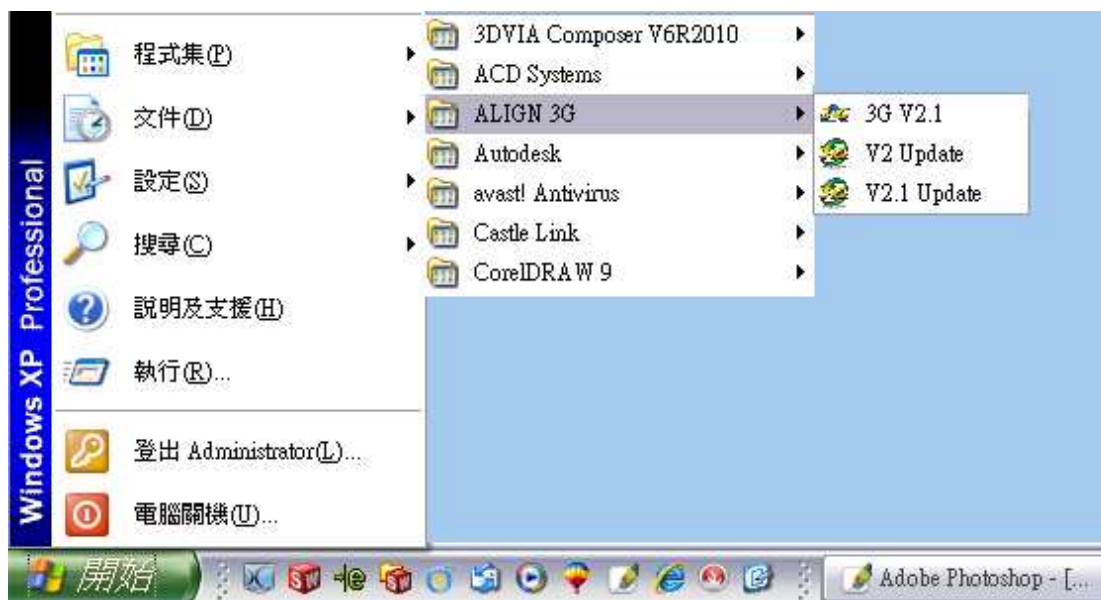 程式集(P)
文件(D)
設定(S)
搜尋(C)
說明及支援(H)
執行(R)...
登出 Administrator(L)...
電腦關機(U)...
Windows XP Professional
3DVIA Composer V6R2010
ACD Systems
ALIGN 3G
Autodesk
avast! Antivirus
Castle Link
CorelDRAW 9
3G V2.1
V2 Update
V2.1 Update
開始
Adobe Photoshop - [...